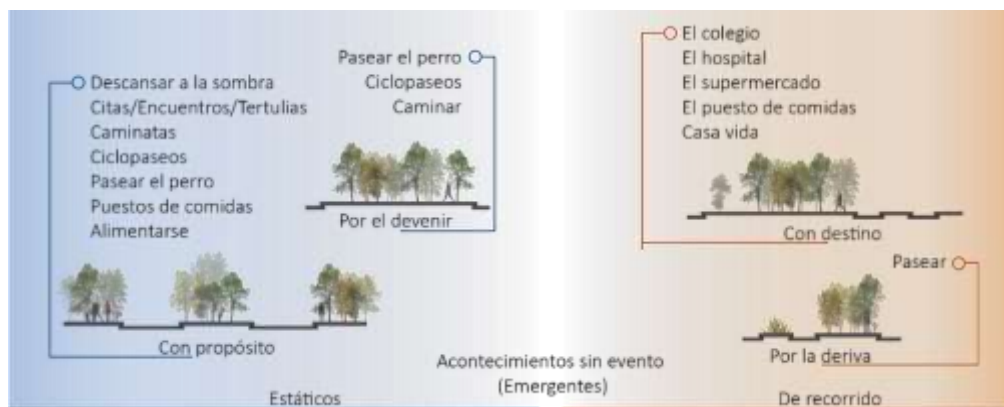 Descansar a la sombra
Citas/Encuentros/Tertulias
Caminatas
Ciclopaseos
Pasear el perro
Puestos de comidas
Alimentarse
Con propósito
Pasear el perro
Ciclopaseos
Caminar
Por el devenir
Estáticos
Acontecimientos sin evento
(Emergentes)
El colegio
El hospital
El supermercado
El puesto de comidas
Casa vida
Con destino
Pasear
Por la deriva
De recorrido